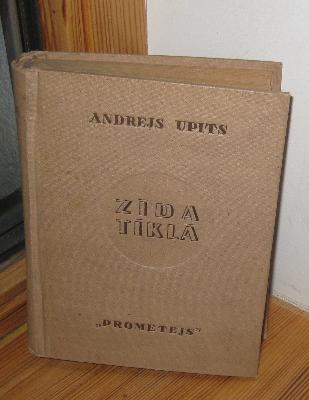 ANDREJS UPITS
ZĪDA
TĪKLĀ
„PROMETEJS"